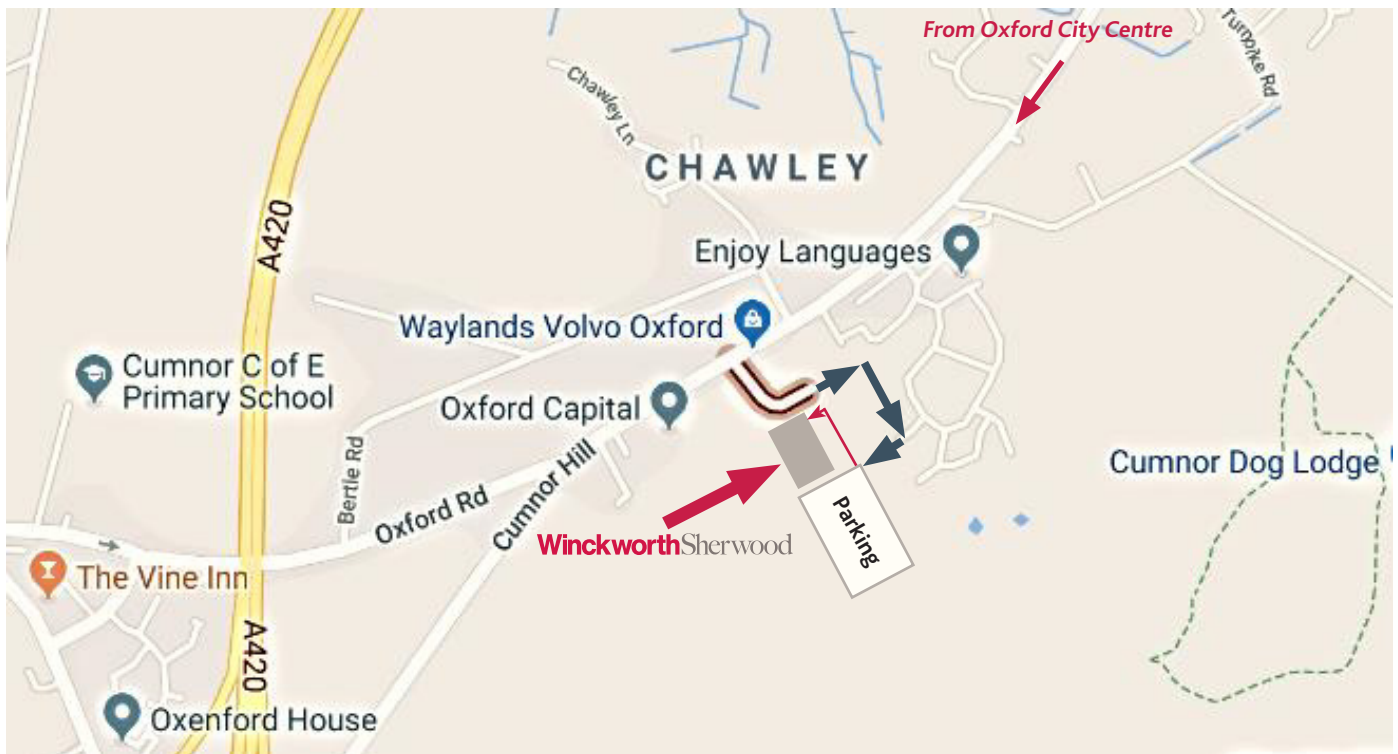 From Oxford City Centre
Turnpike Rd
Chawley Ln
CHAWLEY
A420
Enjoy Languages
Waylands Volvo Oxford
Cumnor C of E
Primary School
Oxford Capital
Bertie Rd
Oxford Rd
Cumnor Hill
Cumnor Dog Lodge
Parking
WinckworthSherwood
The Vine Inn
A420
Oxenford House